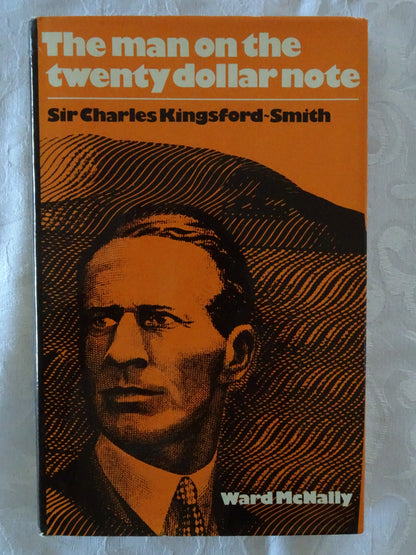 The man on the
twenty dollar note
Sir Charles Kingsford-Smith
Ward McNally